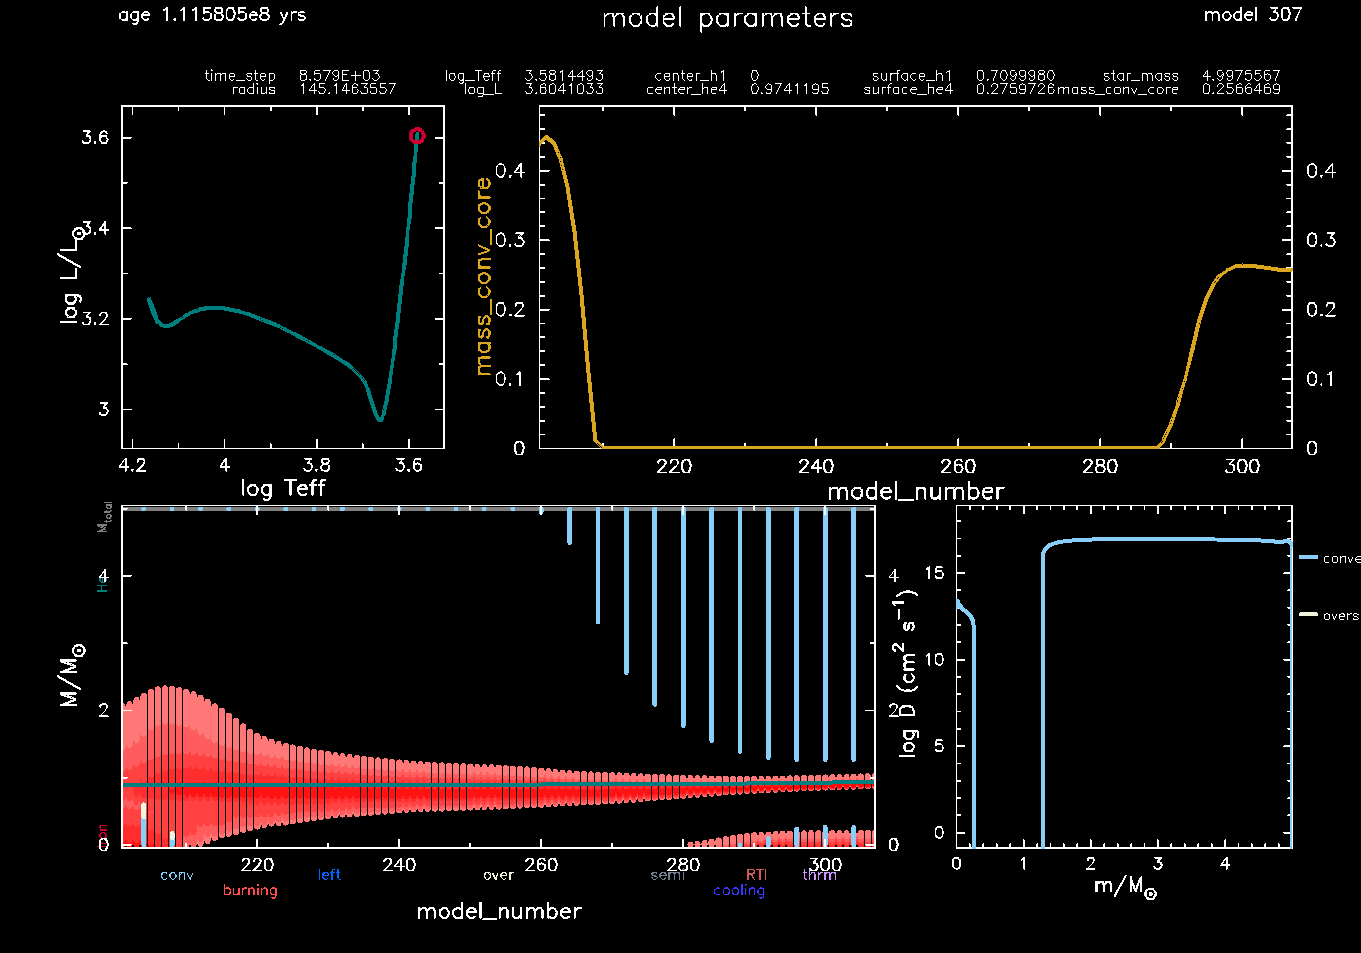 age 1.115805e8 yrs model parameters model 307
time_step 8.579E+03 log_Teff 3.5814493 center_h1 0 surface_h1 0.7099980 star_mass 4.9975567
radius 145.1463557 log_L 3.6041033 center_he4 0.9741195 surface_he4 0.2759726 mass_conv_core 0.2566469
3.6
3.4
3.2
3
log L/L⊙
4.2 4 3.8 3.6
log Teff
mass_conv_core
0.4 0.4
0.3 0.3
0.2 0.2
0.1 0.1
0 0
220 240 260 280 300
model_number
Mtotal
He
4 4
2 2
0 0
M/M⊙
220 240 260 280 300
conv left over semi RTI thrm
burning cooling
model_number
log D (cm² s⁻¹)
15
10
5
0
0 1 2 3 4
m/M⊙
conve
overs